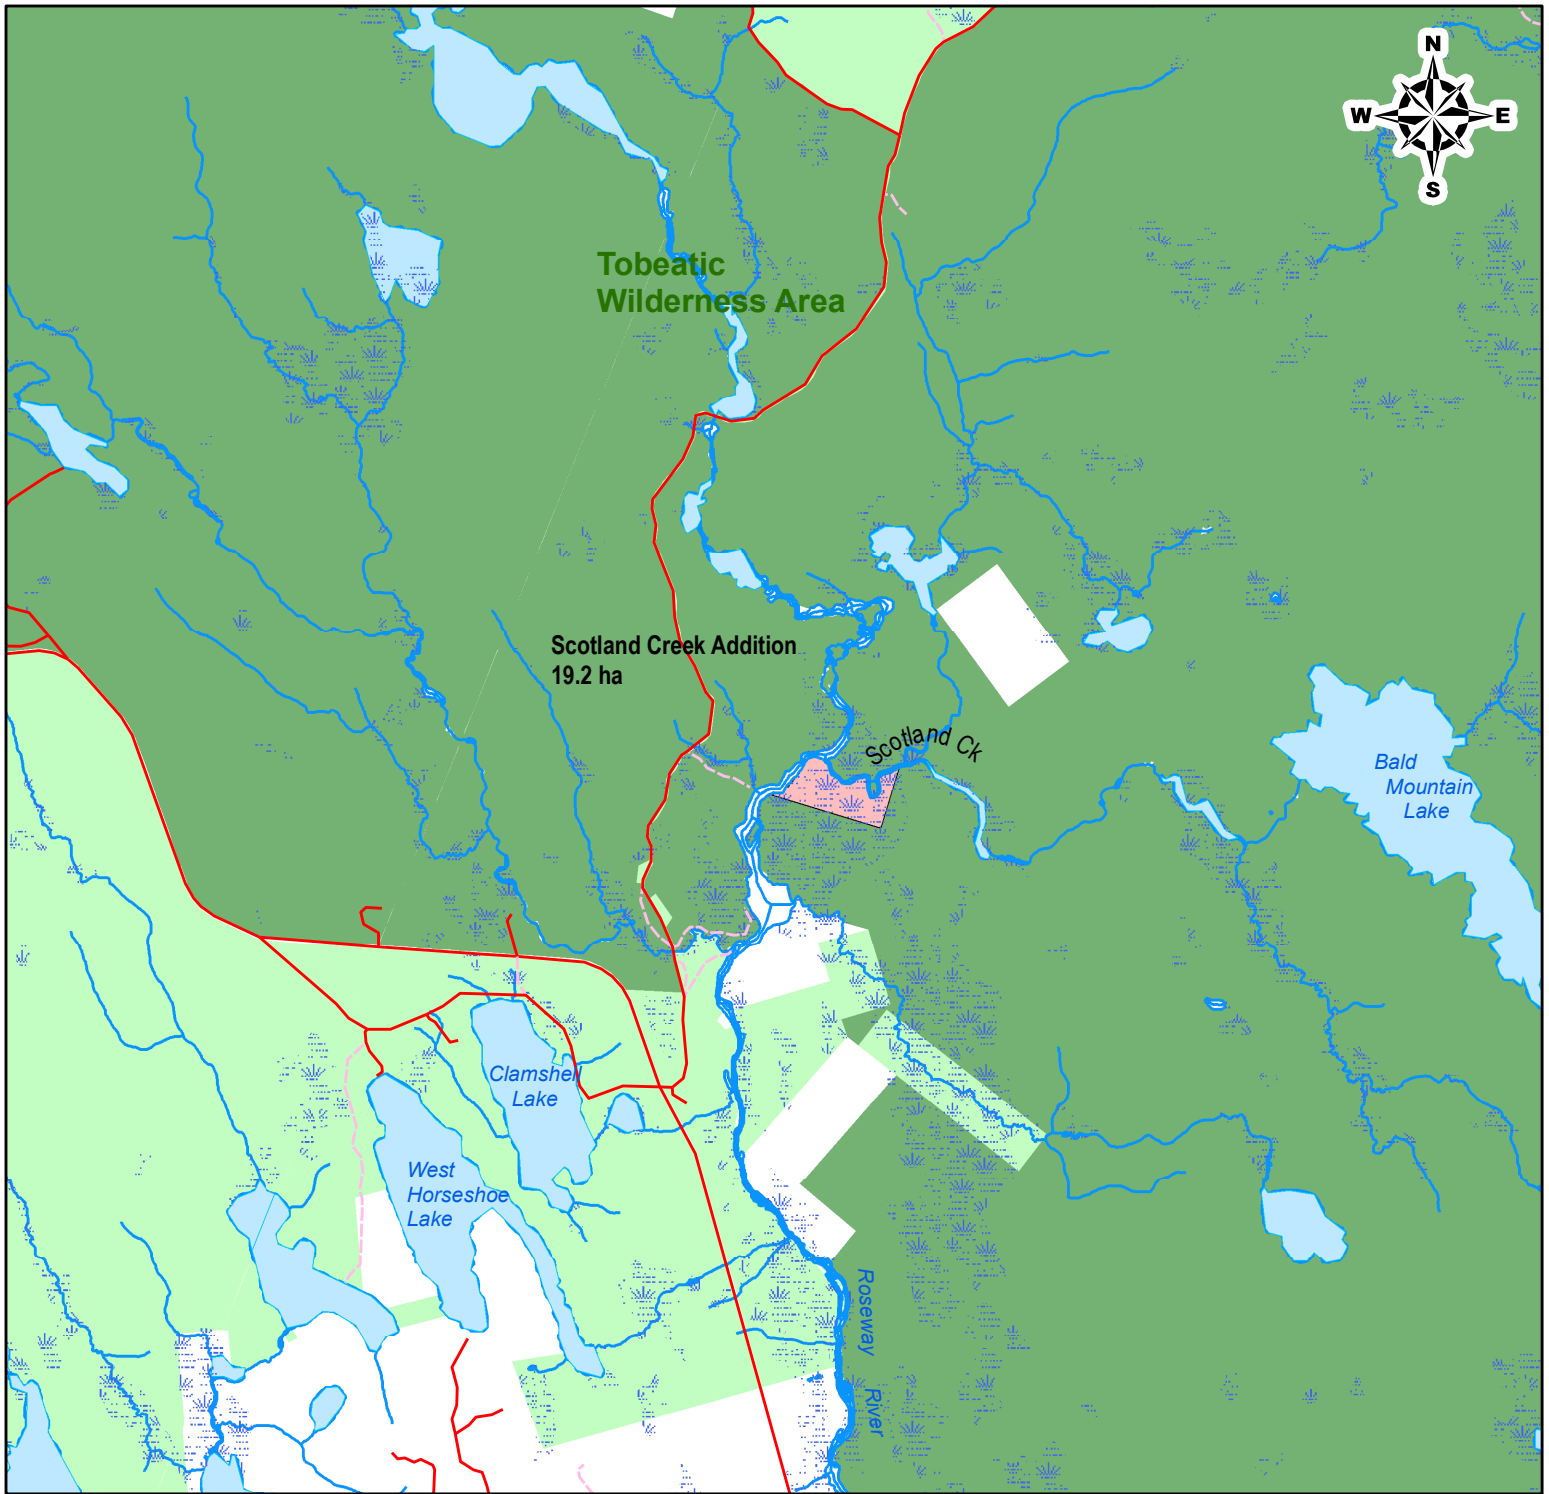 N
W E
S
Tobeatic
Wilderness Area
Scotland Creek Addition
19.2 ha
Scotland Ck
Bald
Mountain
Lake
Clamshell
Lake
West
Horseshoe
Lake
Roseway
River